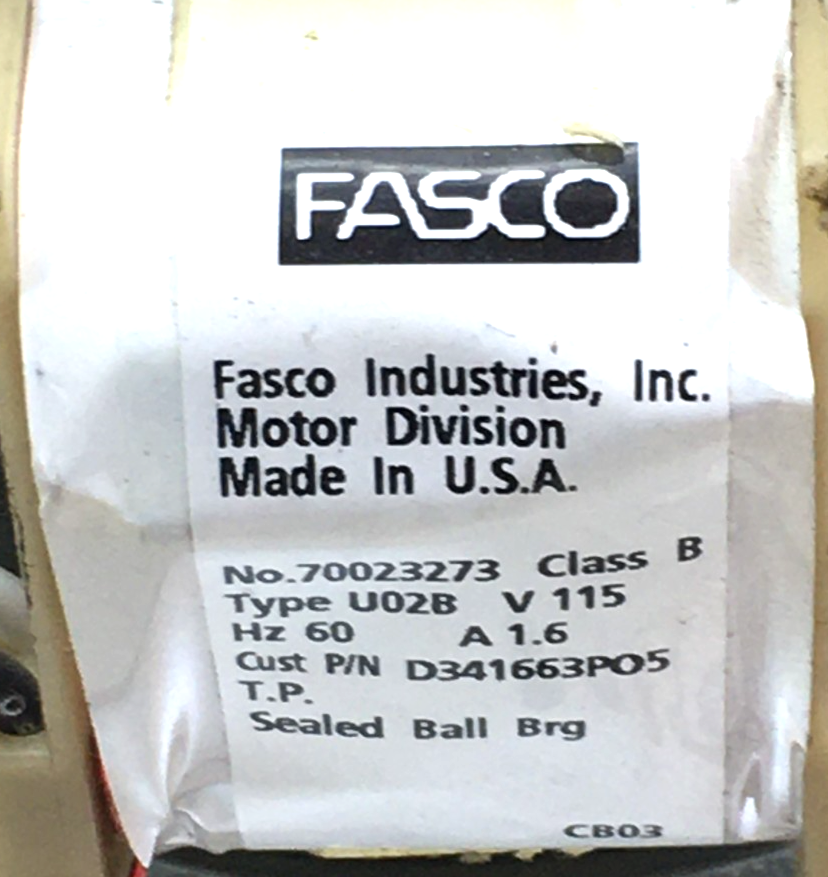 FASCO
Fasco Industries, Inc.
Motor Division
Made In U.S.A.
No.70023273 Class B
Type U02B V 115
Hz 60 A 1.6
Cust P/N D341663PO5
T.P.
Sealed Ball Brg
CB03